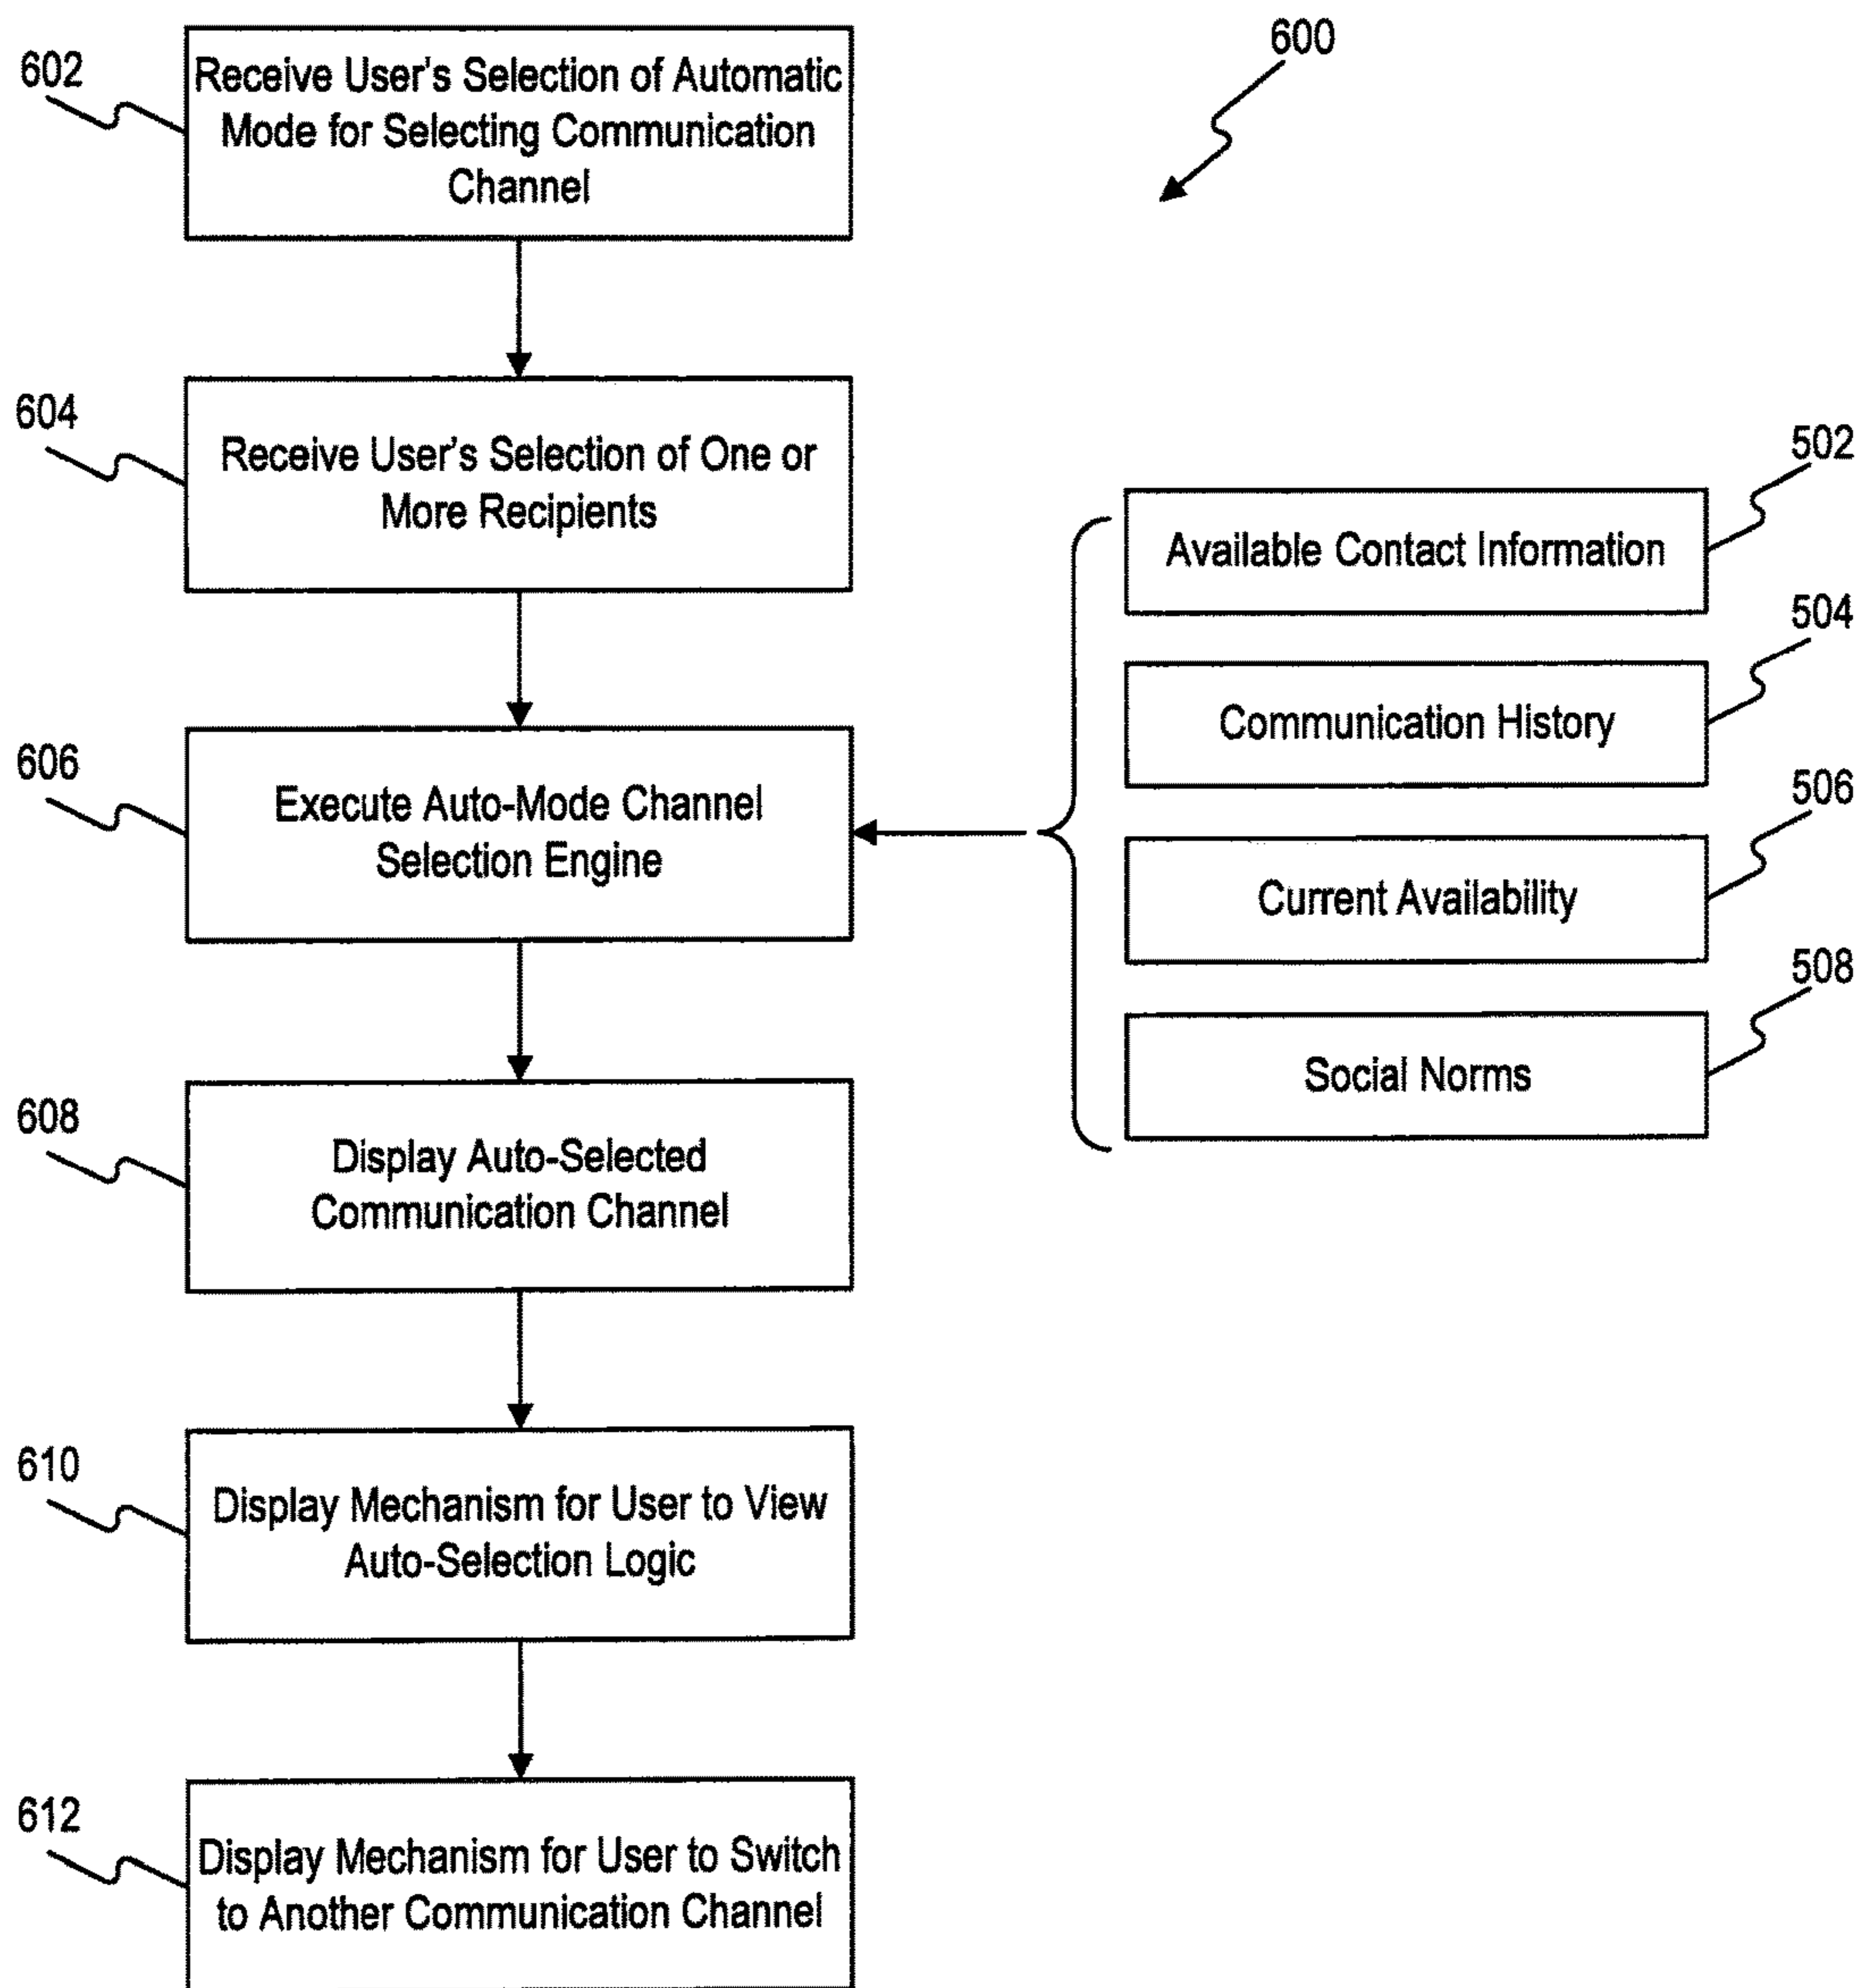 600
602
Receive User's Selection of Automatic
Mode for Selecting Communication
Channel
604
Receive User's Selection of One or
More Recipients
606
Execute Auto-Mode Channel
Selection Engine
502
Available Contact Information
504
Communication History
506
Current Availability
508
Social Norms
608
Display Auto-Selected
Communication Channel
610
Display Mechanism for User to View
Auto-Selection Logic
612
Display Mechanism for User to Switch
to Another Communication Channel